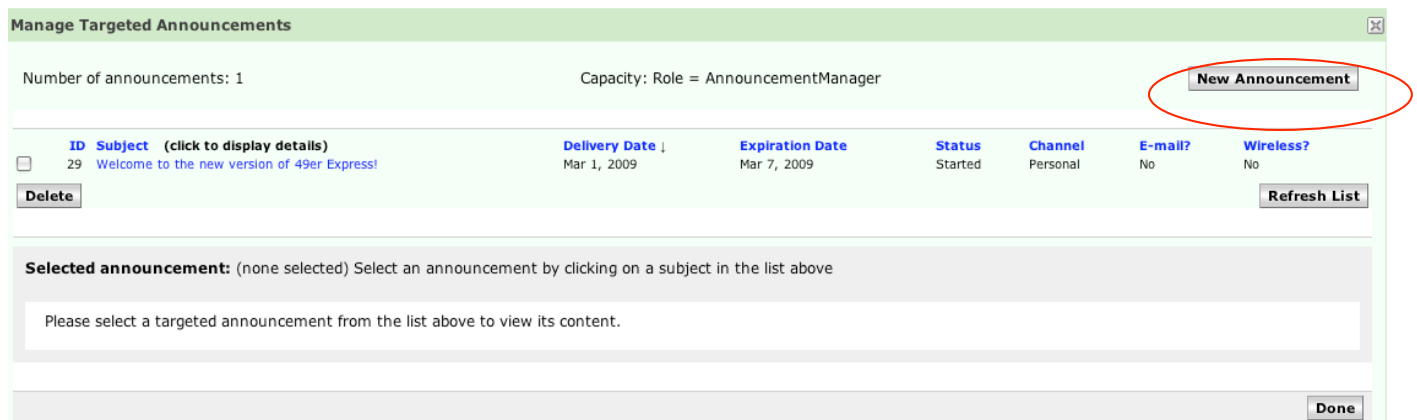 Manage Targeted Announcements
Number of announcements: 1 Capacity: Role = AnnouncementManager New Announcement
ID Subject (click to display details) Delivery Date ↓ Expiration Date Status Channel E-mail? Wireless?
29 Welcome to the new version of 49er Express! Mar 1, 2009 Mar 7, 2009 Started Personal No No
Delete Refresh List
Selected announcement: (none selected) Select an announcement by clicking on a subject in the list above
Please select a targeted announcement from the list above to view its content.
Done